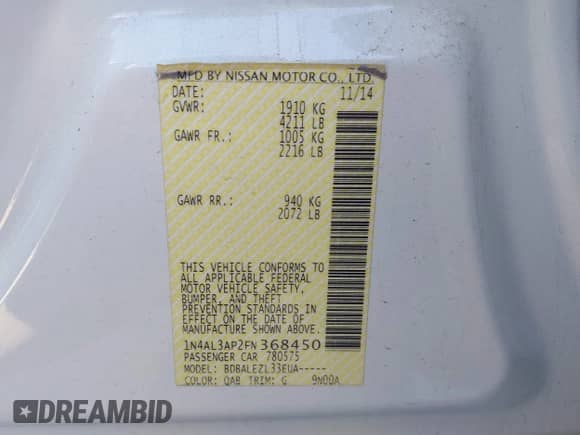 MFD BY NISSAN MOTOR CO., LTD.
DATE: 11/14
GVWR: 1910 KG
4211 LB
GAWR FR.: 1005 KG
2216 LB
GAWR RR.: 940 KG
2072 LB
THIS VEHICLE CONFORMS TO
ALL APPLICABLE FEDERAL
MOTOR VEHICLE SAFETY,
BUMPER, AND THEFT
PREVENTION STANDARDS IN
EFFECT ON THE DATE OF
MANUFACTURE SHOWN ABOVE.
1N4AL3AP2FN368450
PASSENGER CAR 780575
MODEL: BDBALEZL33EUA-----
COLOR: QAB TRIM: G 9N00A
DREAMBID